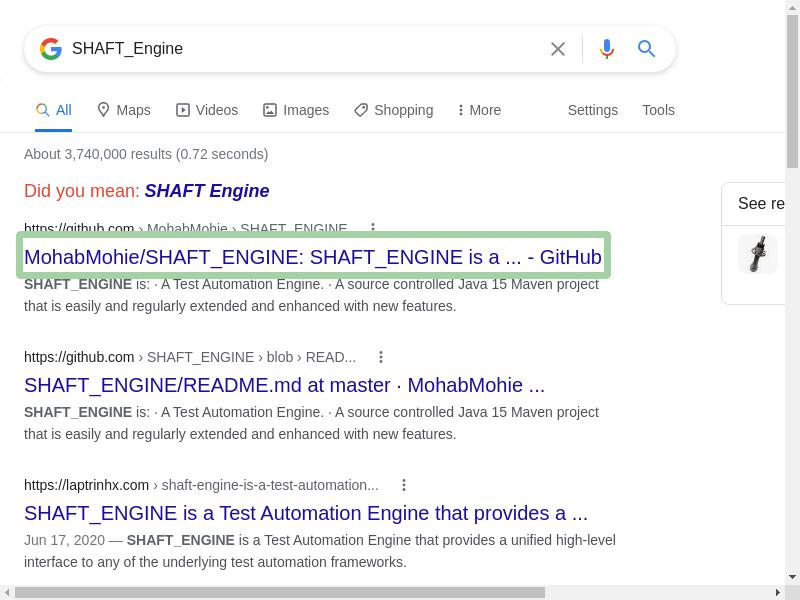 SHAFT_Engine
All Maps Videos Images Shopping More Settings Tools
About 3,740,000 results (0.72 seconds)
Did you mean: SHAFT Engine
See re
https://github.com › MohabMohie › SHAFT_ENGINE
MohabMohie/SHAFT_ENGINE: SHAFT_ENGINE is a ... - GitHub
SHAFT_ENGINE is: · A Test Automation Engine. · A source controlled Java 15 Maven project
that is easily and regularly extended and enhanced with new features.
https://github.com › SHAFT_ENGINE › blob › READ...
SHAFT_ENGINE/README.md at master · MohabMohie ...
SHAFT_ENGINE is: · A Test Automation Engine. · A source controlled Java 15 Maven project
that is easily and regularly extended and enhanced with new features.
https://laptrinhx.com › shaft-engine-is-a-test-automation...
SHAFT_ENGINE is a Test Automation Engine that provides a ...
Jun 17, 2020 — SHAFT_ENGINE is a Test Automation Engine that provides a unified high-level
interface to any of the underlying test automation frameworks.